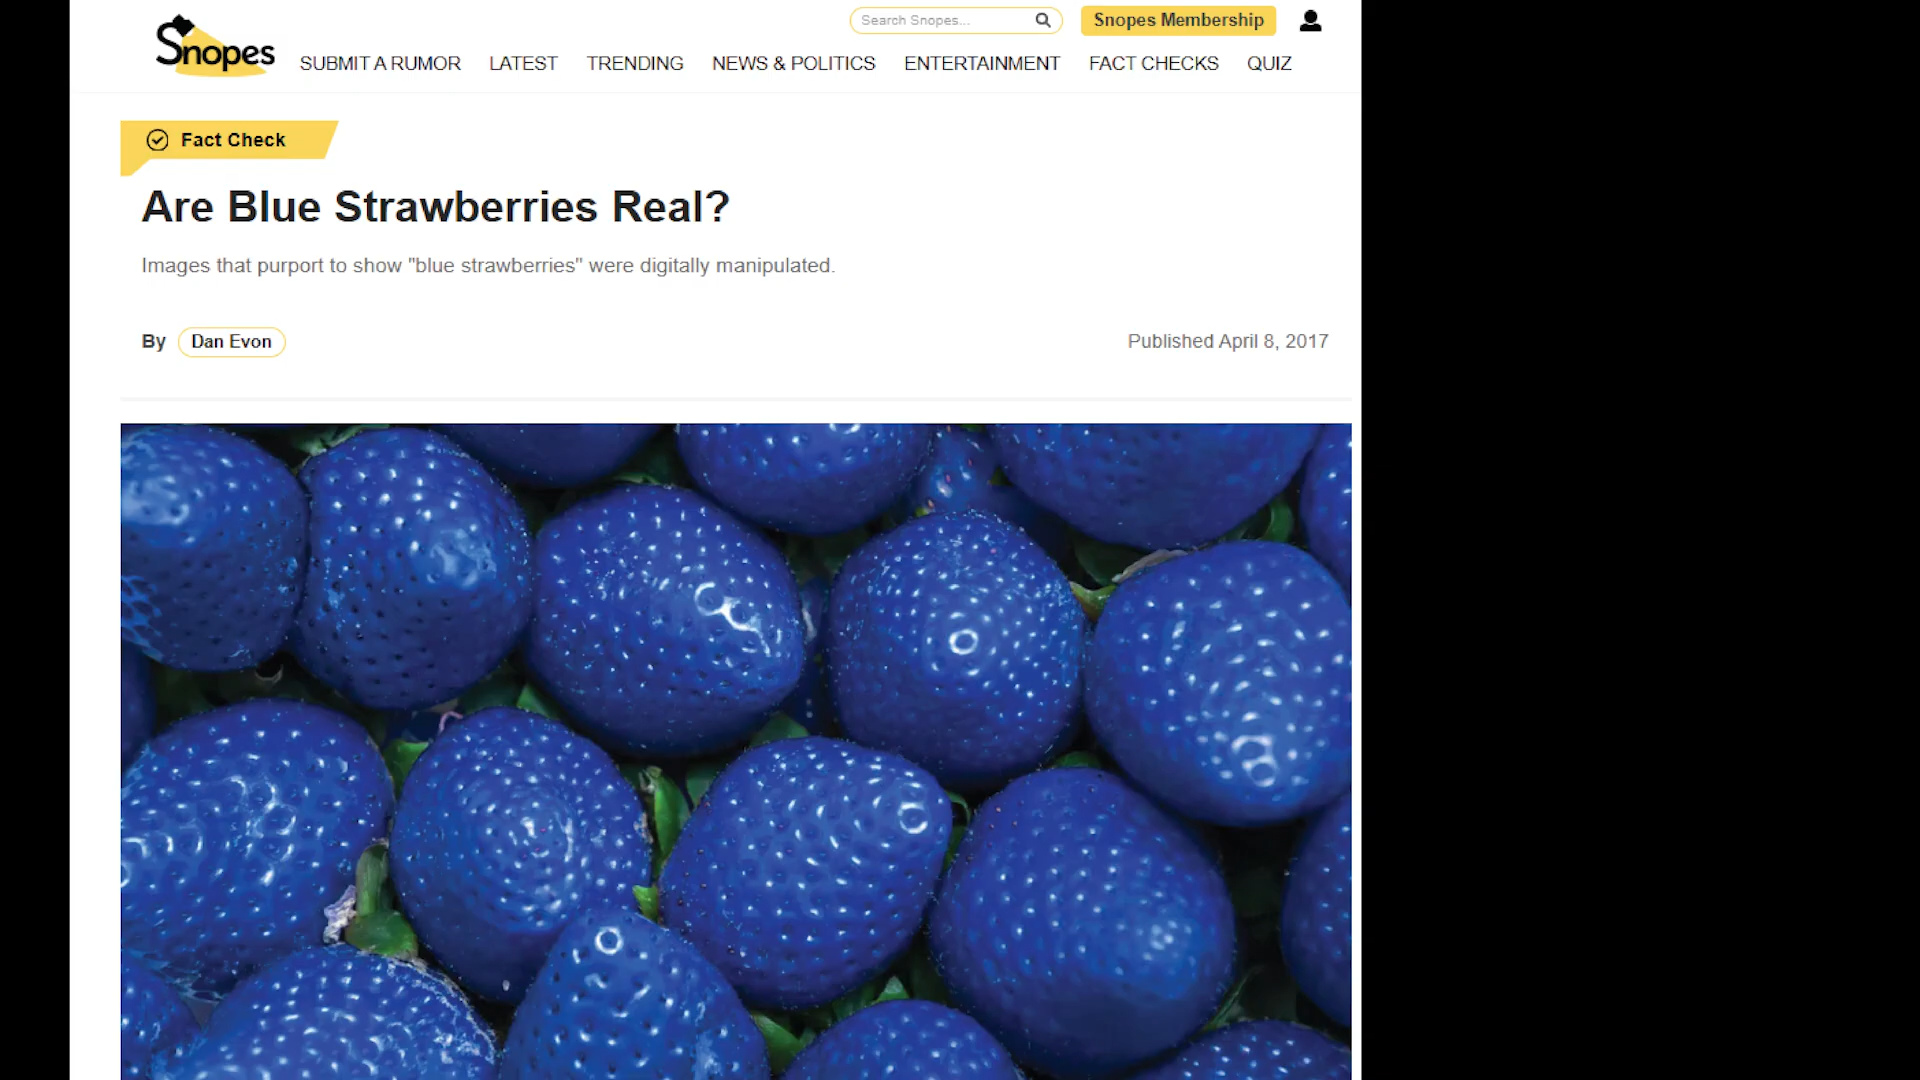 Search Snopes...
Snopes Membership
Snopes
SUBMIT A RUMOR LATEST TRENDING NEWS & POLITICS ENTERTAINMENT FACT CHECKS QUIZ
Fact Check
Are Blue Strawberries Real?
Images that purport to show "blue strawberries" were digitally manipulated.
By Dan Evon
Published April 8, 2017